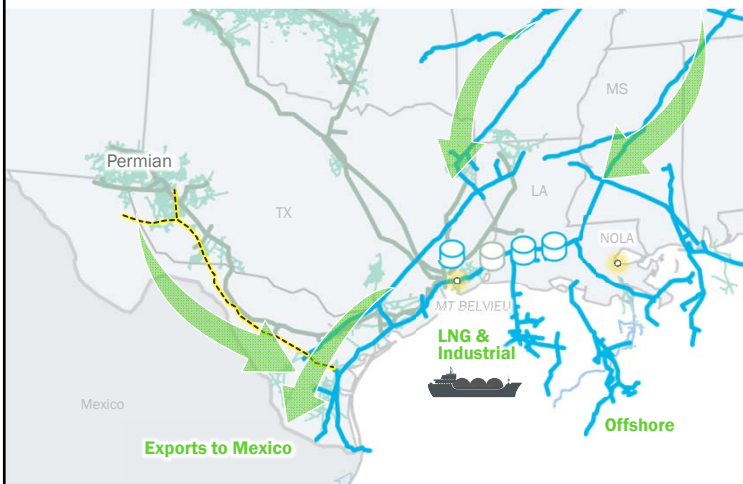 MS
Permian
LA
TX
NOLA
MT BELVIEU
LNG &
Industrial
Mexico
Offshore
Exports to Mexico